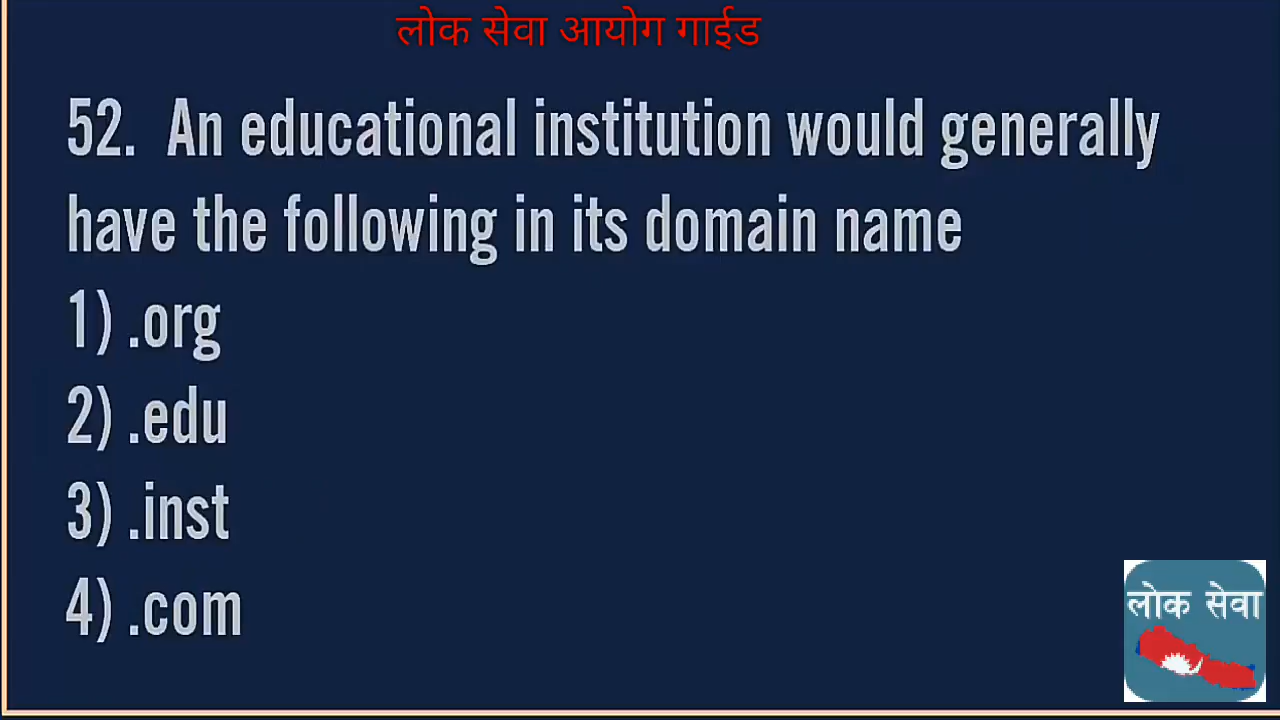 लोक सेवा आयोग गाईड
52. An educational institution would generally
have the following in its domain name
1) .org
2) .edu
3) .inst
4) .com
लोक सेवा